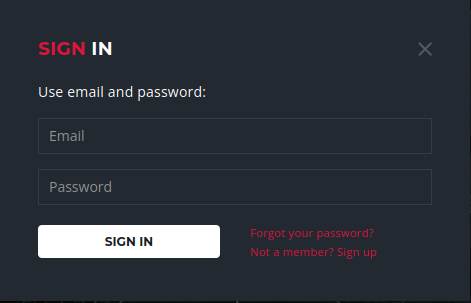 SIGN IN
Use email and password:
Email
Password
SIGN IN
Forgot your password?
Not a member? Sign up